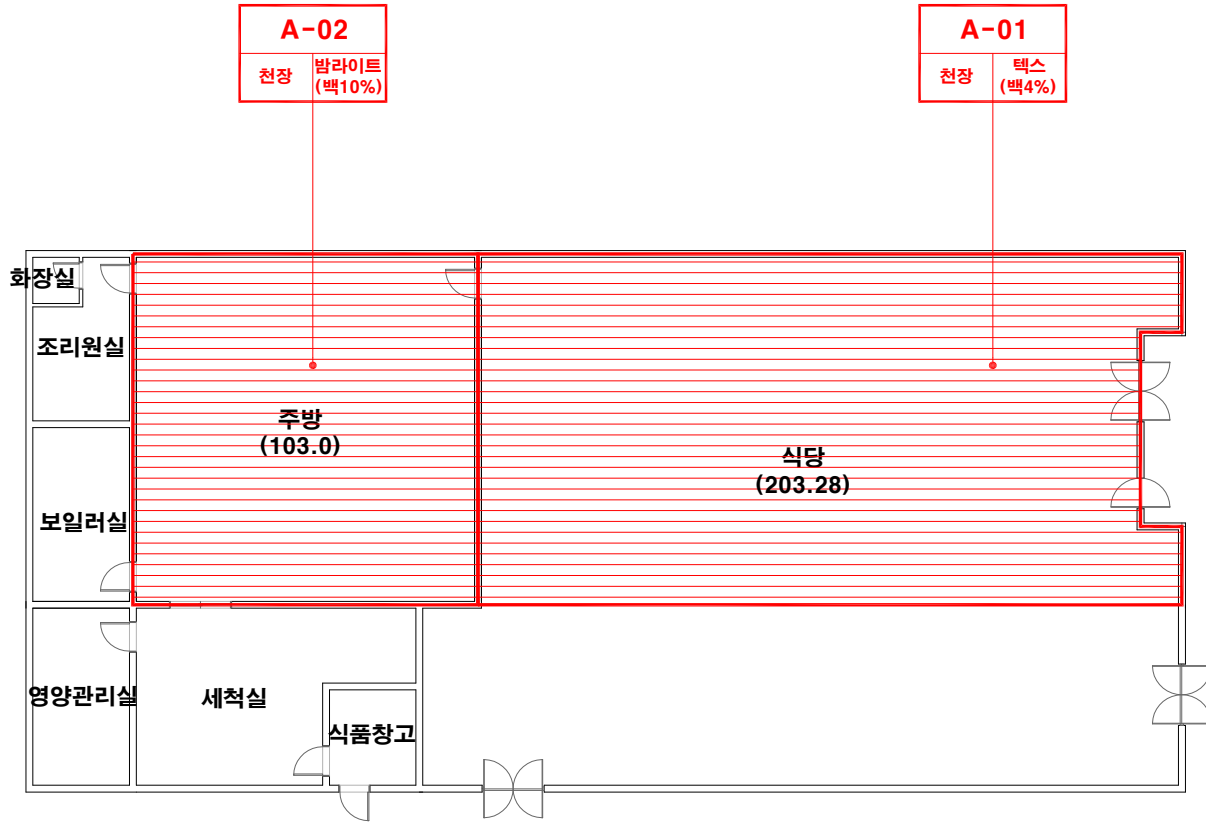 A-02
천장
밤라이트
(백10%)
A-01
천장
텍스
(백4%)
화장실
조리원실
주방
(103.0)
식당
(203.28)
보일러실
영양관리실
세척실
식품창고